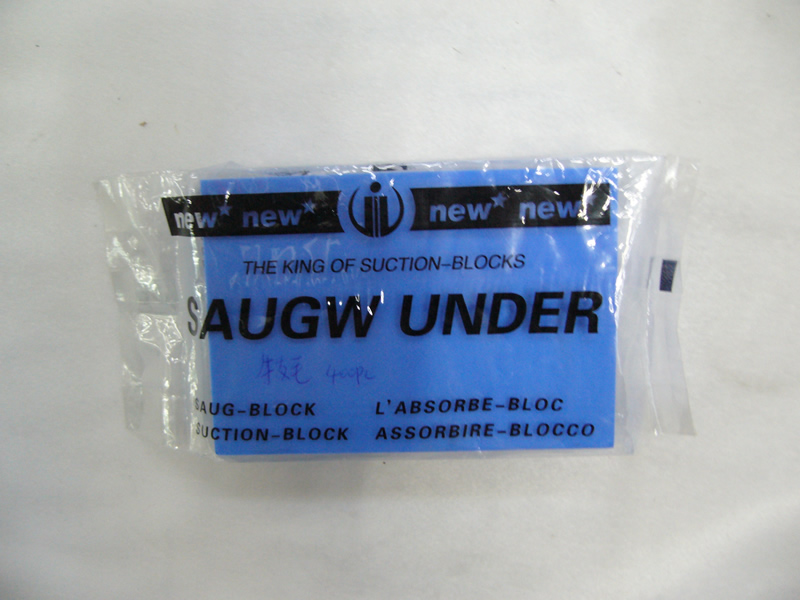 new* new* new* new
THE KING OF SUCTION-BLOCKS
SAUGW UNDER
400pc
SAUG-BLOCK L'ABSORBE-BLOC
SUCTION-BLOCK ASSORBIRE-BLOCCO